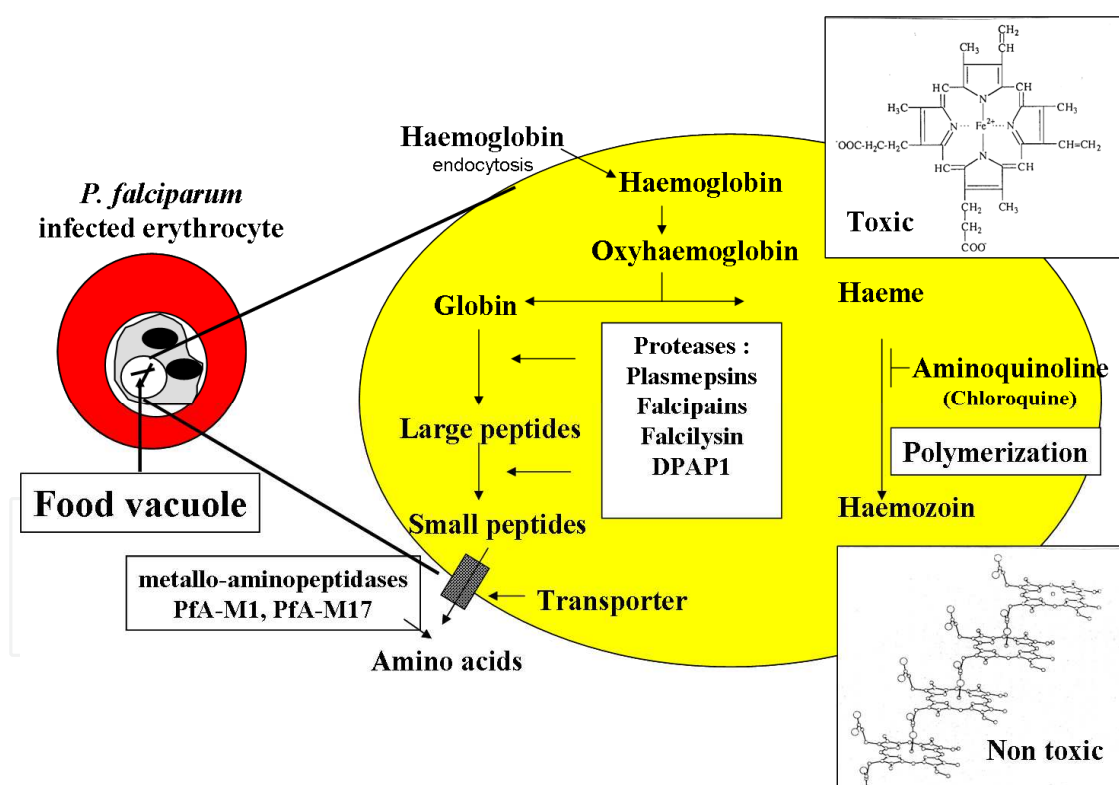 P. falciparum
infected erythrocyte
Food vacuole
Haemoglobin
endocytosis
Haemoglobin
Oxyhaemoglobin
Globin
Large peptides
Small peptides
Proteases :
Plasmepsins
Falcipains
Falcilysin
DPAP1
Transporter
metallo-aminopeptidases
PfA-M1, PfA-M17
Amino acids
Haeme
Aminoquinoline
(Chloroquine)
Polymerization
Haemozoin
CH₂
CH
CH₃
HC
CH
H₃C
N
CH₃
N
Fe²⁺
N
⁻OOC-H₂C-H₂C
CH=CH₂
N
HC
CH
CH₂
CH₃
CH₂
COO⁻
Toxic
Non toxic